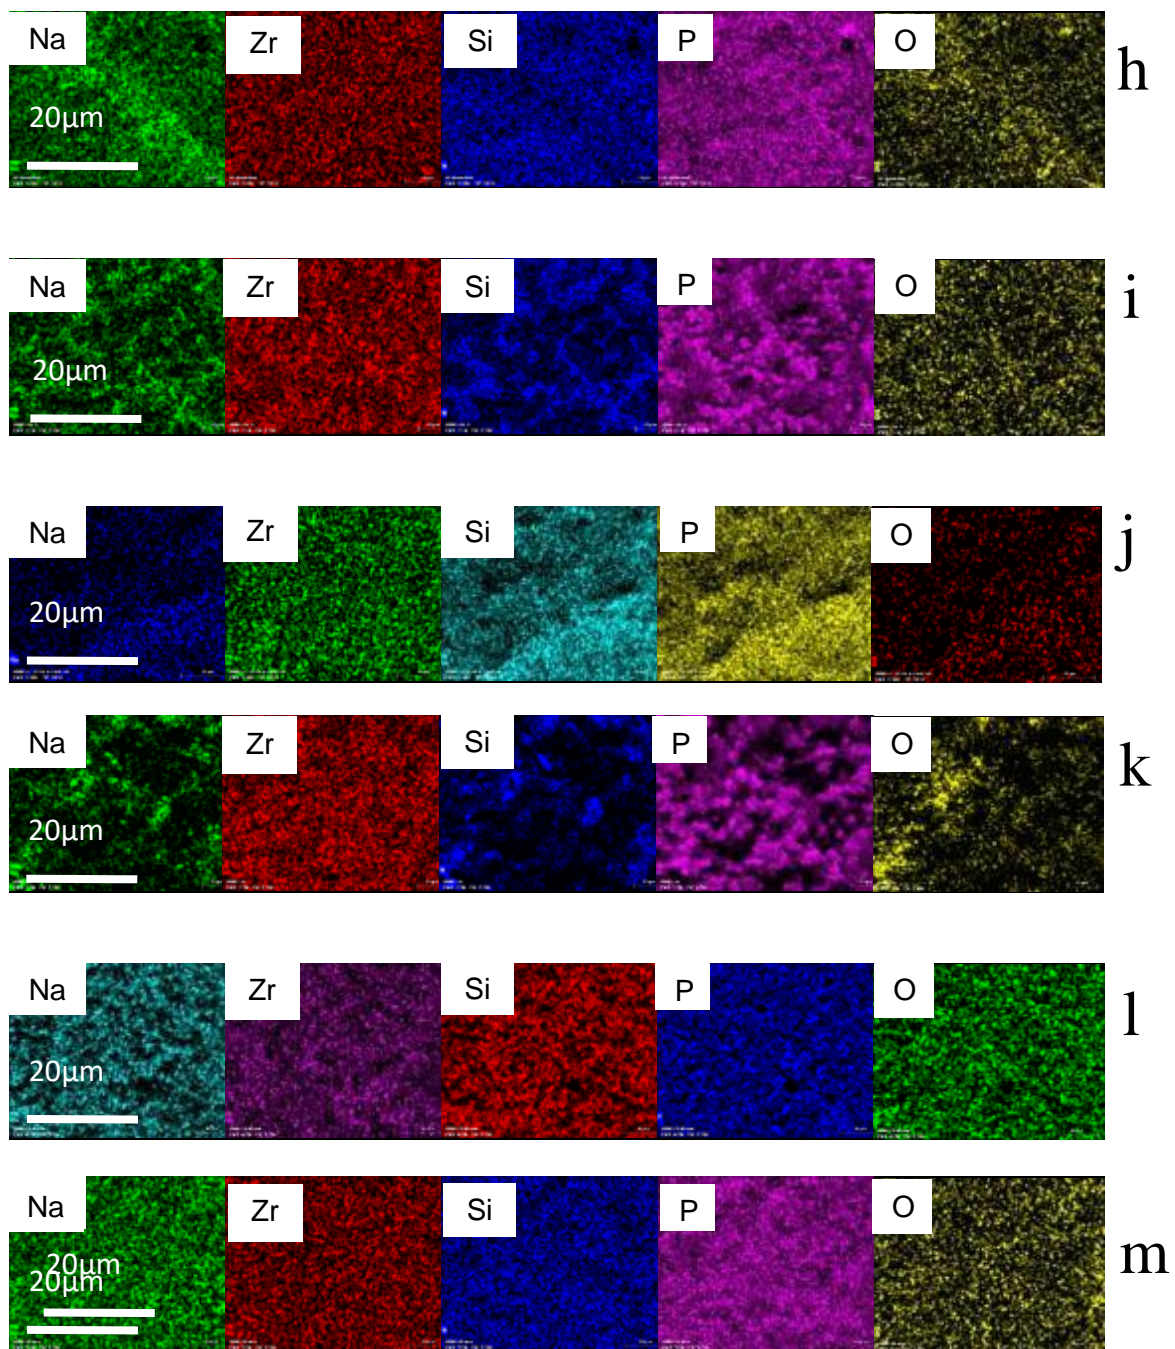 Na Zr Si P O h
20µm
Na Zr Si P O i
20µm
Na Zr Si P O j
20µm
Na Zr Si P O k
20µm
Na Zr Si P O l
20µm
Na Zr Si P O m
20µm
20µm